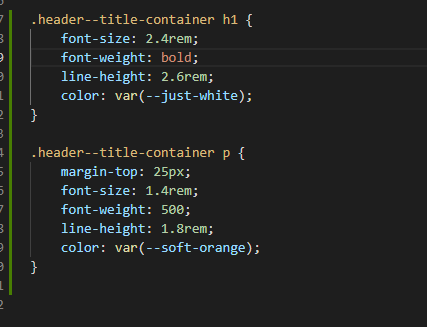 .header--title-container h1 {
    font-size: 2.4rem;
    font-weight: bold;
    line-height: 2.6rem;
    color: var(--just-white);
}

.header--title-container p {
    margin-top: 25px;
    font-size: 1.4rem;
    font-weight: 500;
    line-height: 1.8rem;
    color: var(--soft-orange);
}